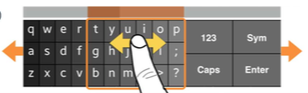 q w e r t y u i o p 123 Sym
a s d f g h j l ;
z x c v b n m > ? Caps Enter